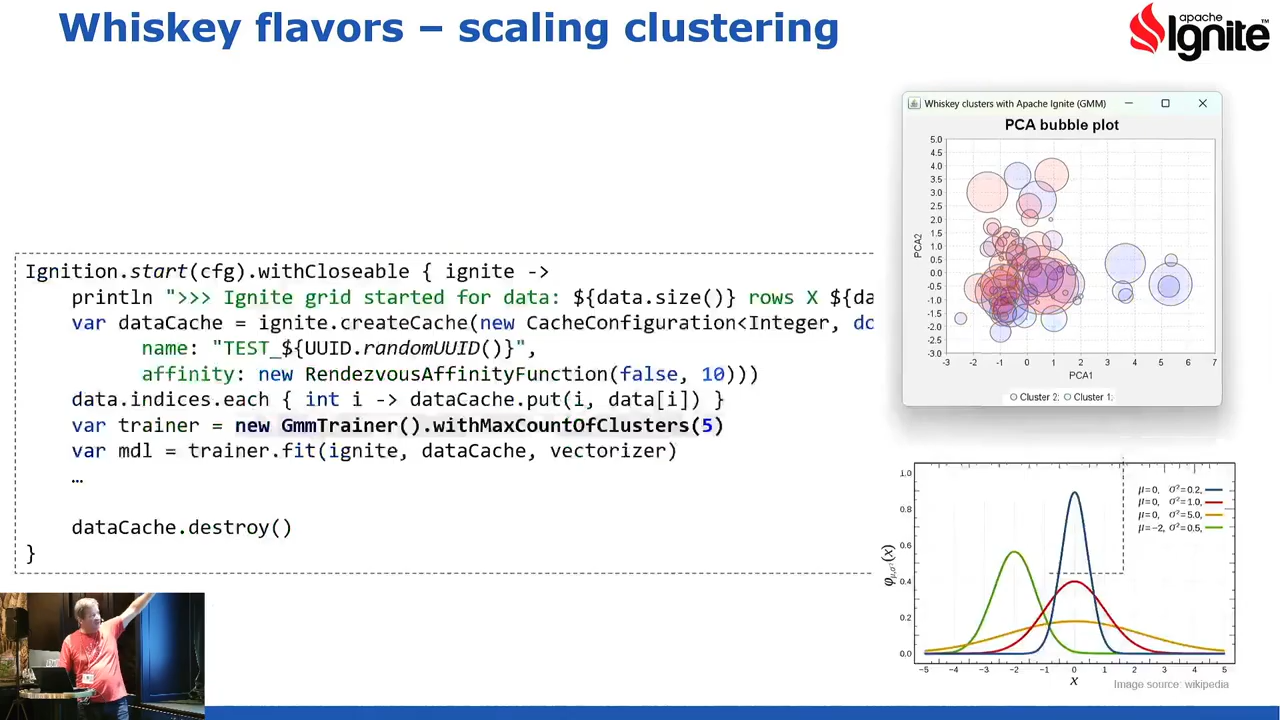 Whiskey flavors – scaling clustering
apache
Ignite™
Ignition.start(cfg).withCloseable { ignite ->
println ">>> Ignite grid started for data: ${data.size()} rows X ${da
var dataCache = ignite.createCache(new CacheConfiguration<Integer, do
name: "TEST_${UUID.randomUUID()}",
affinity: new RendezvousAffinityFunction(false, 10)))
data.indices.each { int i -> dataCache.put(i, data[i]) }
var trainer = new GmmTrainer().withMaxCountOfClusters(5)
var mdl = trainer.fit(ignite, dataCache, vectorizer)
…
dataCache.destroy()
}
Whiskey clusters with Apache Ignite (GMM)
PCA bubble plot
5.0
4.5
4.0
3.5
3.0
2.5
2.0
1.5
1.0
0.5
0.0
-0.5
-1.0
-1.5
-2.0
-2.5
-3.0
PCA2
-3 -2 -1 0 1 2 3 4 5 6 7
PCA1
Cluster 2; Cluster 1;
1.0
0.8
0.6
0.4
0.2
0.0
φμ,σ²(x)
μ=0, σ²=0.2,
μ=0, σ²=1.0,
μ=0, σ²=5.0,
μ=−2, σ²=0.5,
−5 −4 −3 −2 −1 0 1 2 3 4 5
x
Image source: wikipedia